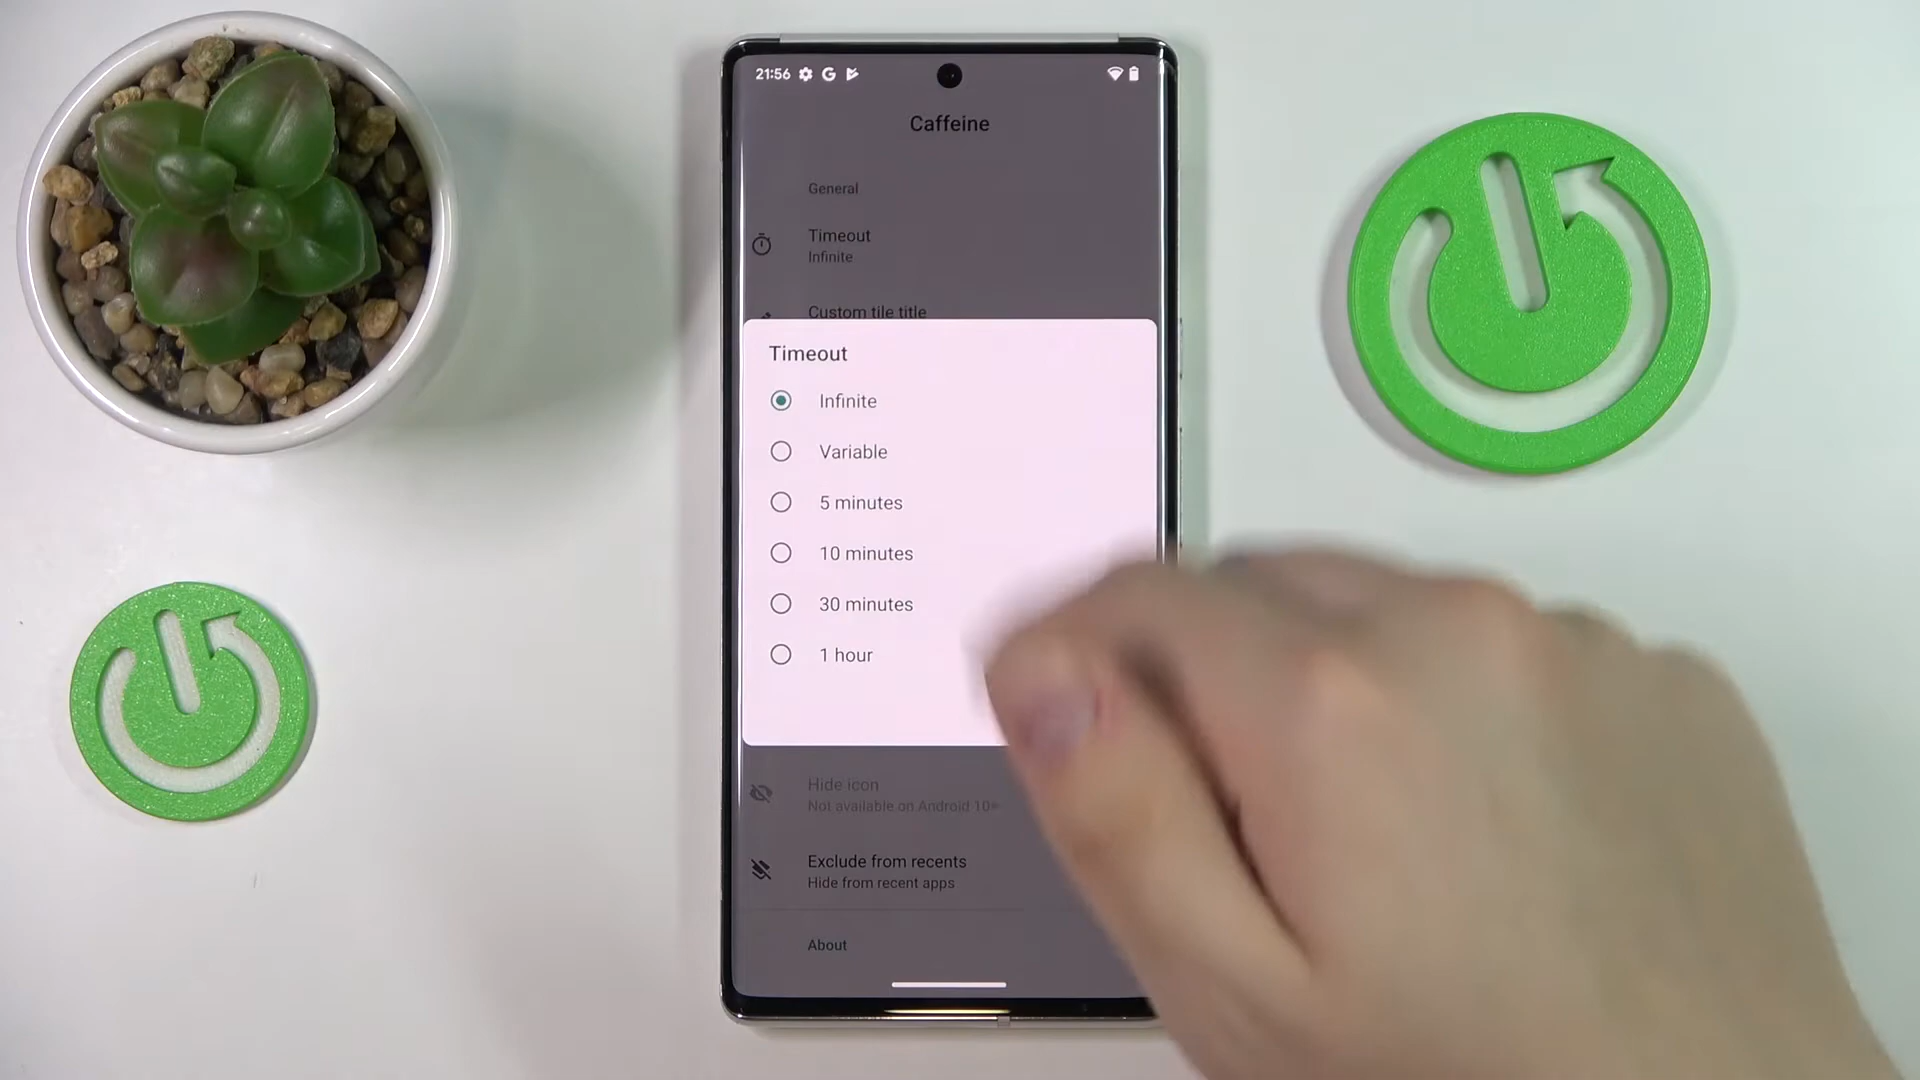 21:56
Caffeine
General
Timeout
Infinite
Custom tile title
Timeout
Infinite
Variable
5 minutes
10 minutes
30 minutes
1 hour
Hide icon
Not available on Android 10+
Exclude from recents
Hide from recent apps
About